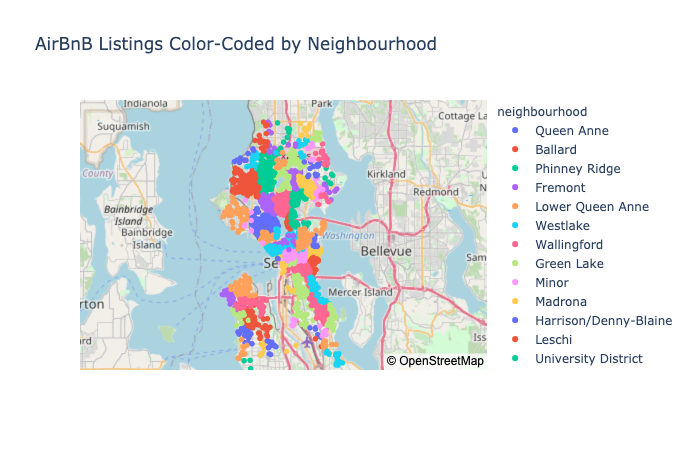 AirBnB Listings Color-Coded by Neighbourhood
Indianola
Park
Cottage La
Suquamish
County
Kirkland
Redmond
Bainbridge
Island
Bainbridge
Island
Washington
Bellevue
Se
Sam
Mercer Island
rton
ord
Iss
© OpenStreetMap
neighbourhood
Queen Anne
Ballard
Phinney Ridge
Fremont
Lower Queen Anne
Westlake
Wallingford
Green Lake
Minor
Madrona
Harrison/Denny-Blaine
Leschi
University District